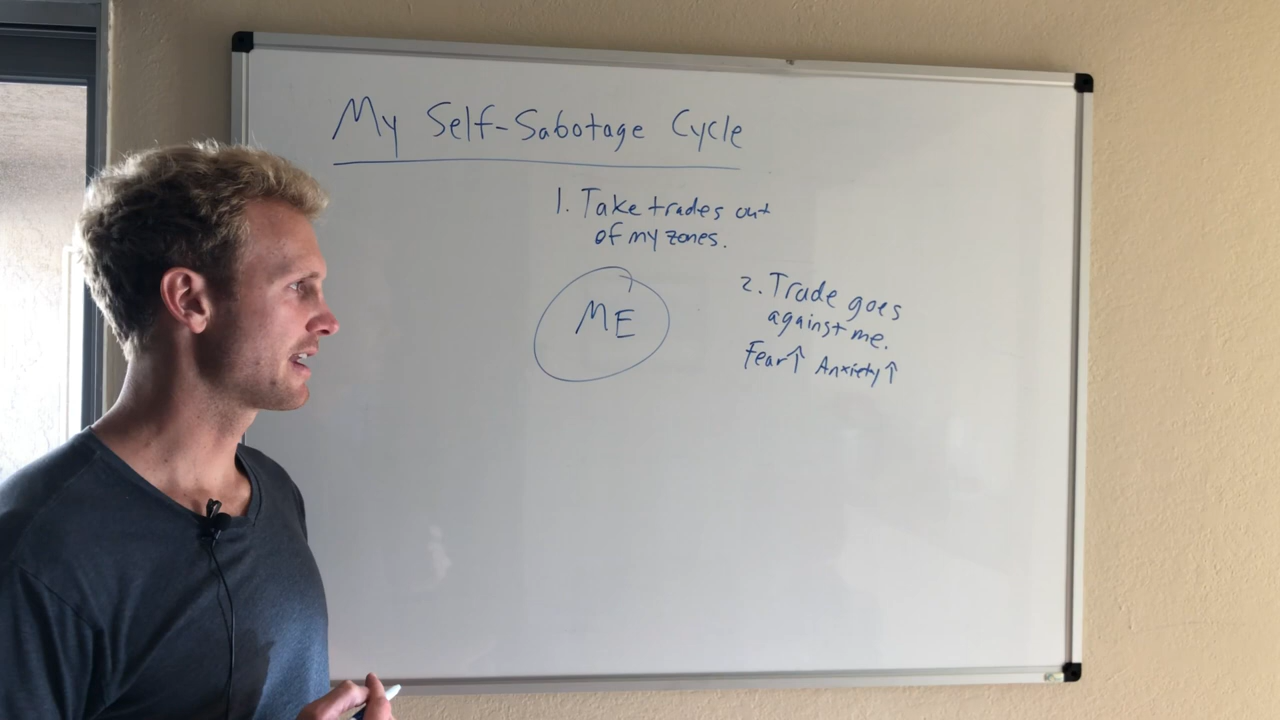 My Self-Sabotage Cycle
1. Take trades out
of my zones.
ME
2. Trade goes
against me.
Fear↑ Anxiety↑